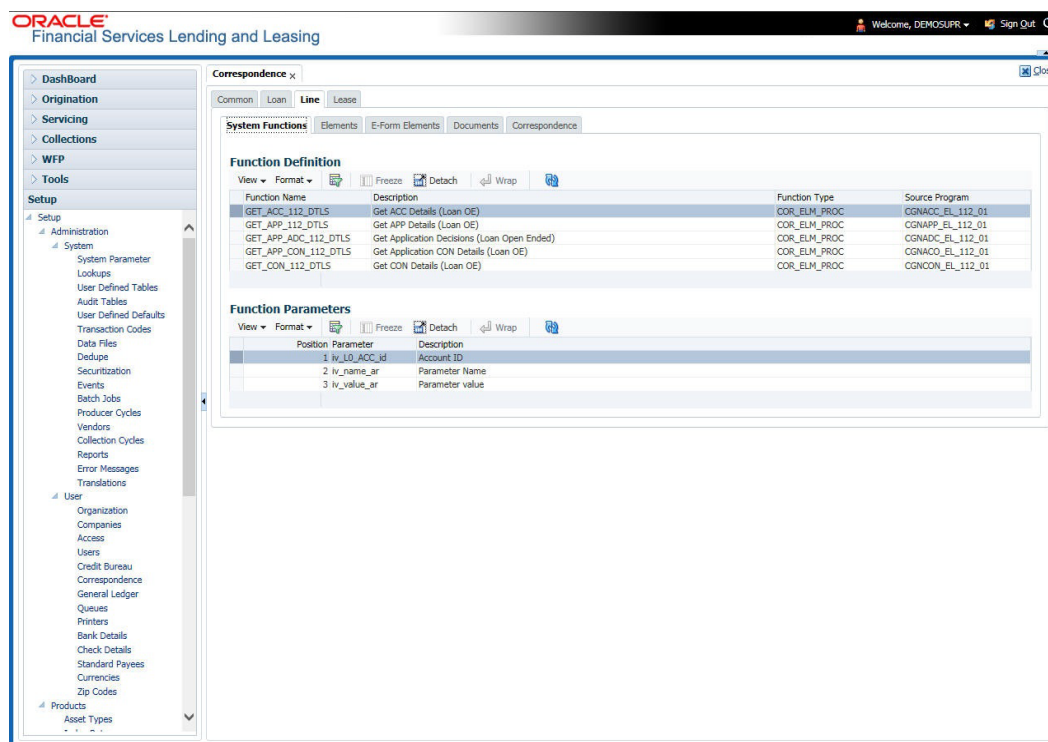 ORACLE
Financial Services Lending and Leasing
Welcome, DEMOSUPR
Sign Out
DashBoard
Origination
Servicing
Collections
WFP
Tools
Setup
Setup
Administration
System
System Parameter
Lookups
User Defined Tables
Audit Tables
User Defined Defaults
Transaction Codes
Data Files
Dedupe
Securitization
Events
Batch Jobs
Producer Cycles
Vendors
Collection Cycles
Reports
Error Messages
Translations
User
Organization
Companies
Access
Users
Credit Bureau
Correspondence
General Ledger
Queues
Printers
Bank Details
Check Details
Standard Payees
Currencies
Zip Codes
Products
Asset Types
Correspondence x
Clos
Common Loan Line Lease
System Functions Elements E-Form Elements Documents Correspondence
Function Definition
View Format Freeze Detach Wrap
Function Name Description Function Type Source Program
GET_ACC_112_DTLS Get ACC Details (Loan OE) COR_ELM_PROC CGNACC_EL_112_01
GET_APP_112_DTLS Get APP Details (Loan OE) COR_ELM_PROC CGNAPP_EL_112_01
GET_APP_ADC_112_DTLS Get Application Decisions (Loan Open Ended) COR_ELM_PROC CGNADC_EL_112_01
GET_APP_CON_112_DTLS Get Application CON Details (Loan OE) COR_ELM_PROC CGNACO_EL_112_01
GET_CON_112_DTLS Get CON Details (Loan OE) COR_ELM_PROC CGNCON_EL_112_01
Function Parameters
View Format Freeze Detach Wrap
Position Parameter Description
1 iv_L0_ACC_id Account ID
2 iv_name_ar Parameter Name
3 iv_value_ar Parameter value